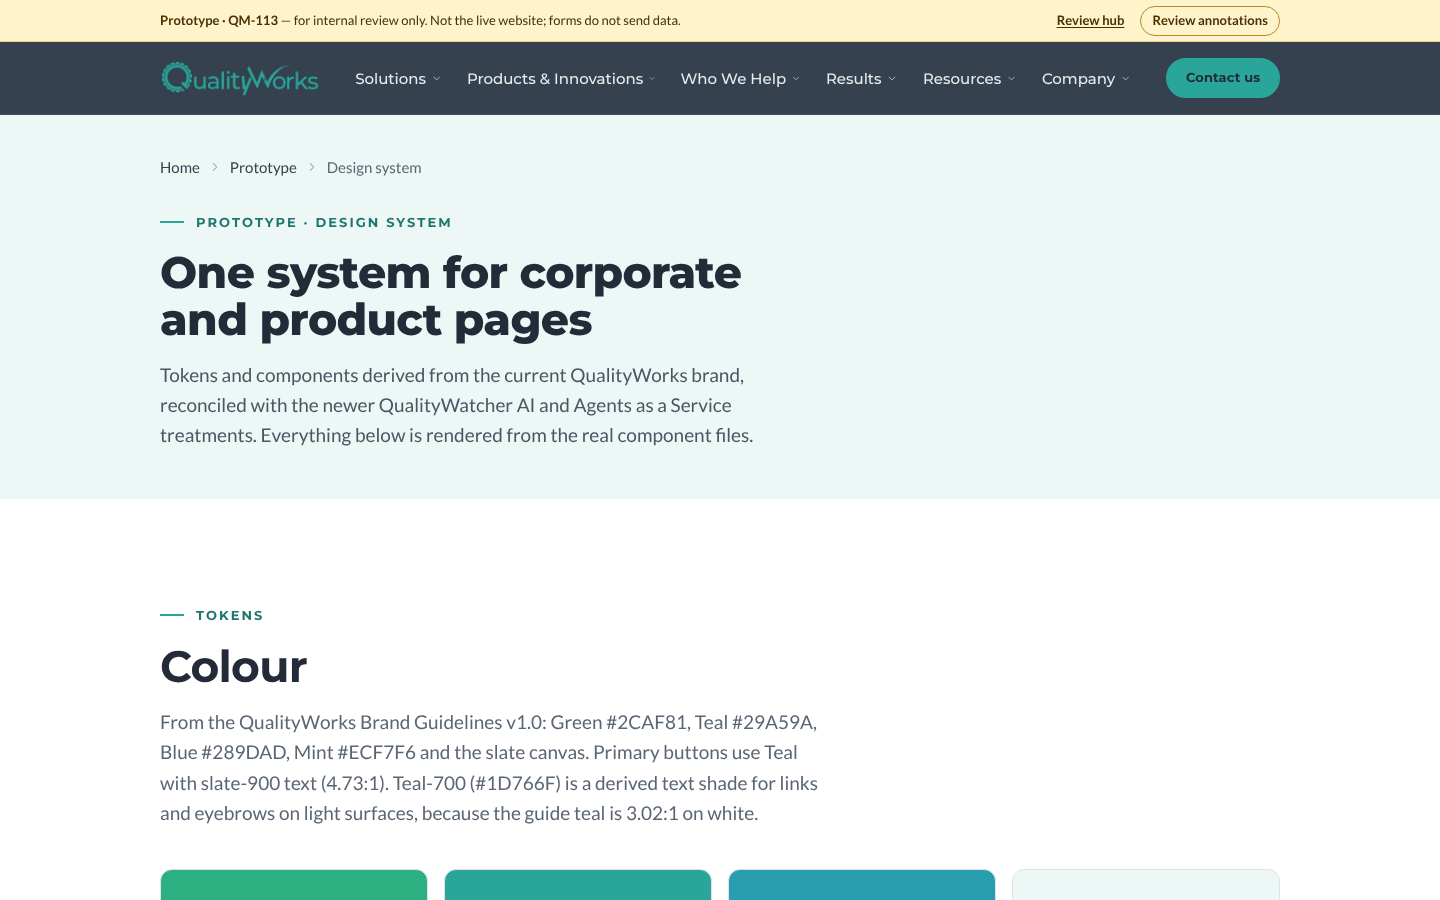 Prototype · QM-113 — for internal review only. Not the live website; forms do not send data.
Review hub
Review annotations
QualityWorks
Solutions
Products & Innovations
Who We Help
Results
Resources
Company
Contact us
Home
Prototype
Design system
PROTOTYPE · DESIGN SYSTEM
One system for corporate
and product pages
Tokens and components derived from the current QualityWorks brand,
reconciled with the newer QualityWatcher AI and Agents as a Service
treatments. Everything below is rendered from the real component files.
TOKENS
Colour
From the QualityWorks Brand Guidelines v1.0: Green #2CAF81, Teal #29A59A,
Blue #289DAD, Mint #ECF7F6 and the slate canvas. Primary buttons use Teal
with slate-900 text (4.73:1). Teal-700 (#1D766F) is a derived text shade for links
and eyebrows on light surfaces, because the guide teal is 3.02:1 on white.